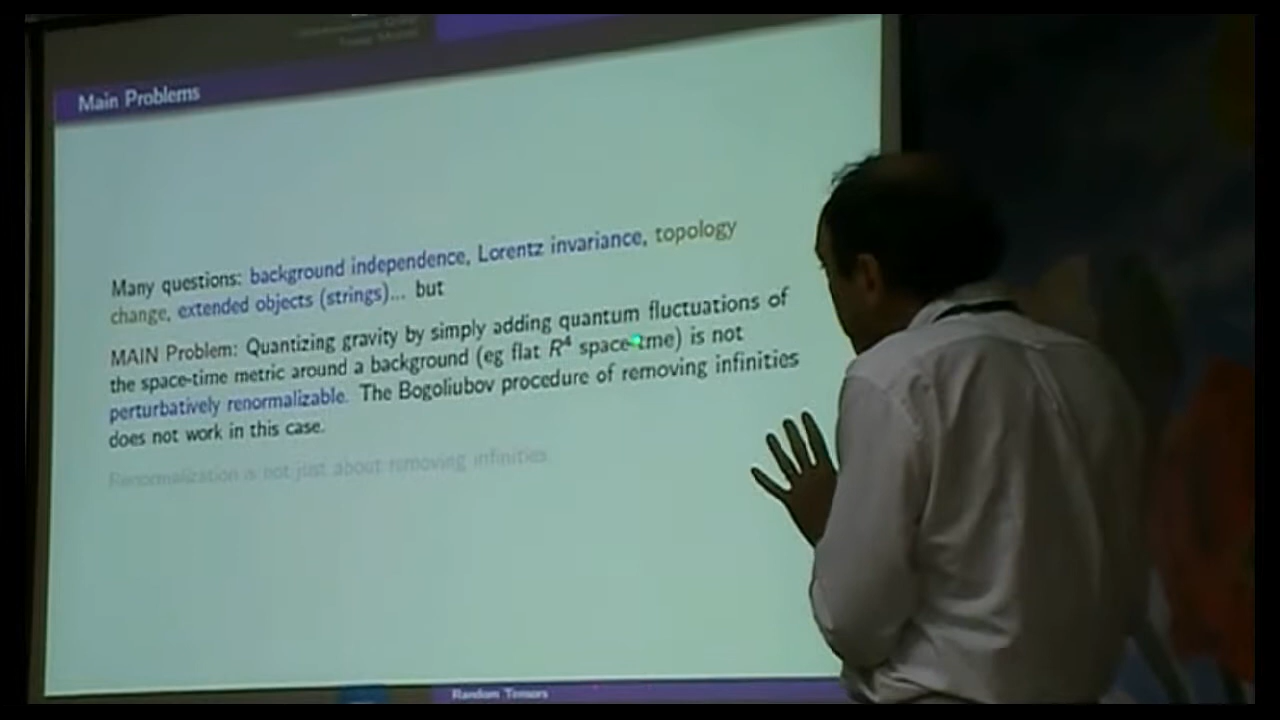 Main Problems
Many questions: background independence, Lorentz invariance, topology
change, extended objects (strings)... but
MAIN Problem: Quantizing gravity by simply adding quantum fluctuations of
the space-time metric around a background (eg flat R⁴ space-time) is not
perturbatively renormalizable. The Bogoliubov procedure of removing infinities
does not work in this case.
Renormalization is not just about removing infinities
Random Tensors